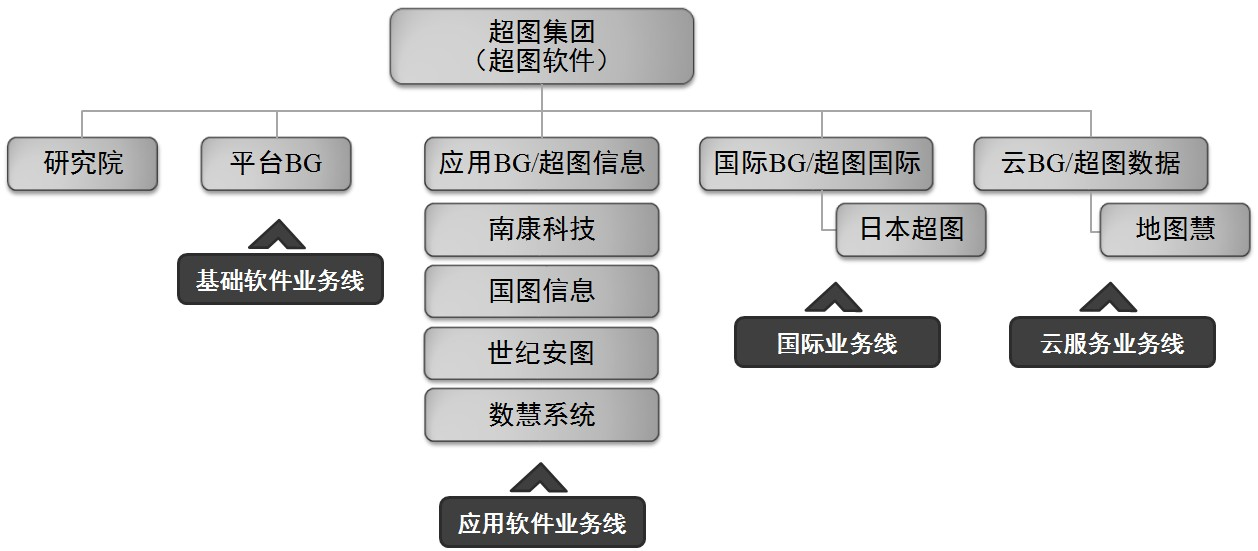 超图集团
（超图软件）
研究院
平台BG
应用BG/超图信息
国际BG/超图国际
云BG/超图数据
南康科技
日本超图
地图慧
基础软件业务线
国图信息
国际业务线
云服务业务线
世纪安图
数慧系统
应用软件业务线